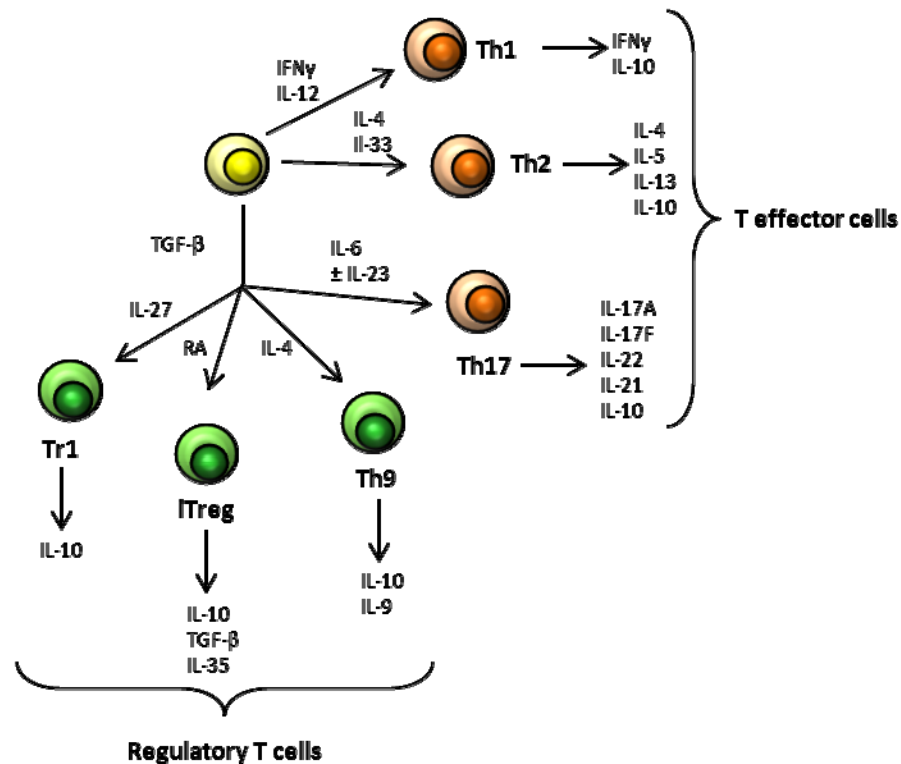 Th1
IFNγ
IL-10
IFNγ
IL-12
IL-4
Il-33
Th2
IL-4
IL-5
IL-13
IL-10
T effector cells
TGF-β
IL-6
± IL-23
IL-27
RA
IL-4
Th17
IL-17A
IL-17F
IL-22
IL-21
IL-10
Tr1
IL-10
iTreg
IL-10
TGF-β
IL-35
Th9
IL-10
IL-9
Regulatory T cells